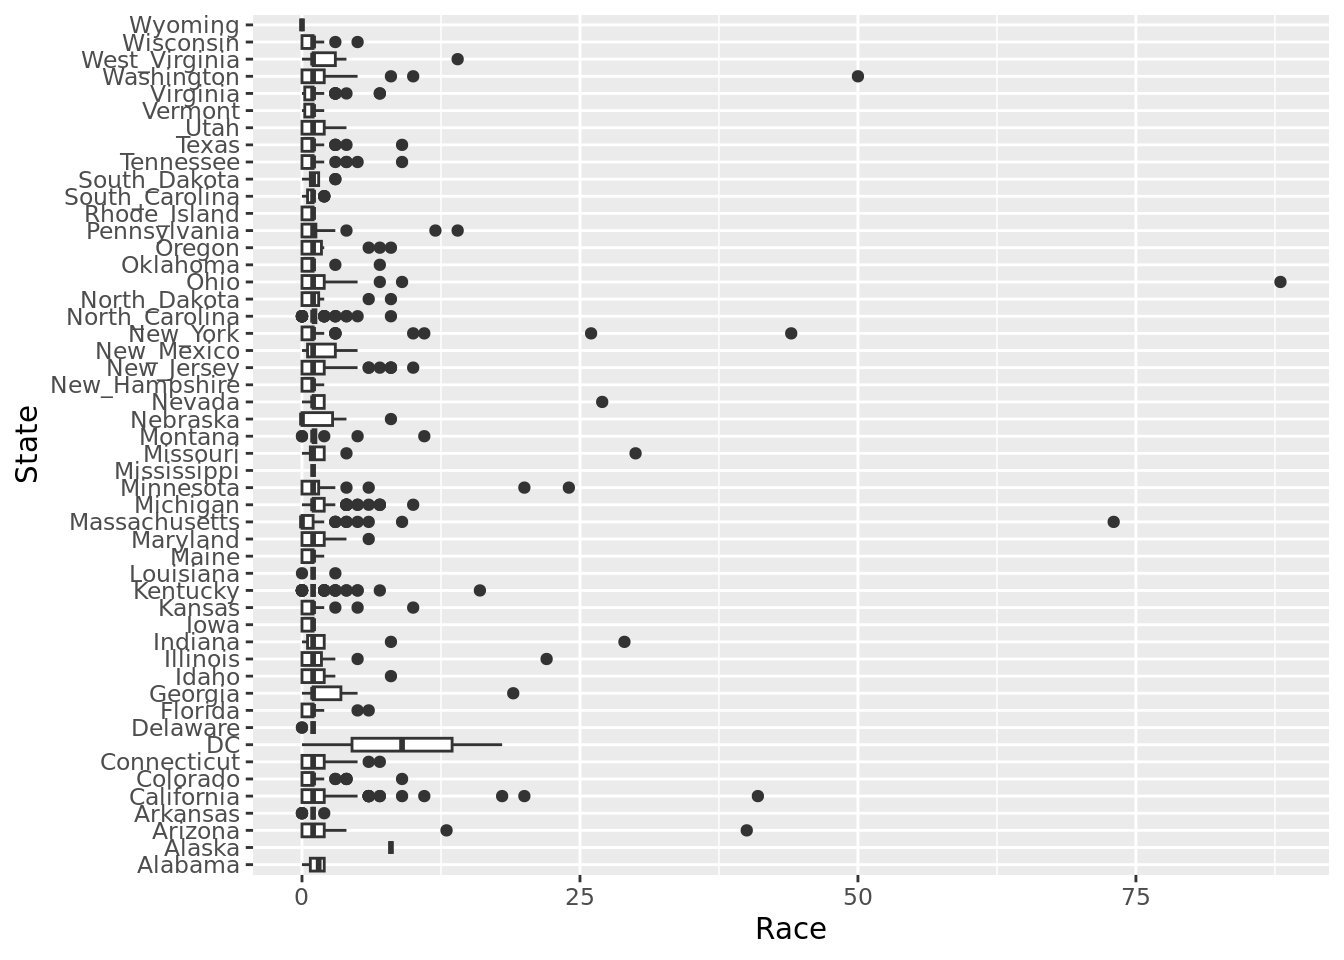 Wyoming
Wisconsin
West_Virginia
Washington
Virginia
Vermont
Utah
Texas
Tennessee
South_Dakota
South_Carolina
Rhode_Island
Pennsylvania
Oregon
Oklahoma
Ohio
North_Dakota
North_Carolina
New_York
New_Mexico
New_Jersey
New_Hampshire
Nevada
Nebraska
Montana
Missouri
Mississippi
Minnesota
Michigan
Massachusetts
Maryland
Maine
Louisiana
Kentucky
Kansas
Iowa
Indiana
Illinois
Idaho
Georgia
Florida
Delaware
DC
Connecticut
Colorado
California
Arkansas
Arizona
Alaska
Alabama
State
0 25 50 75
Race